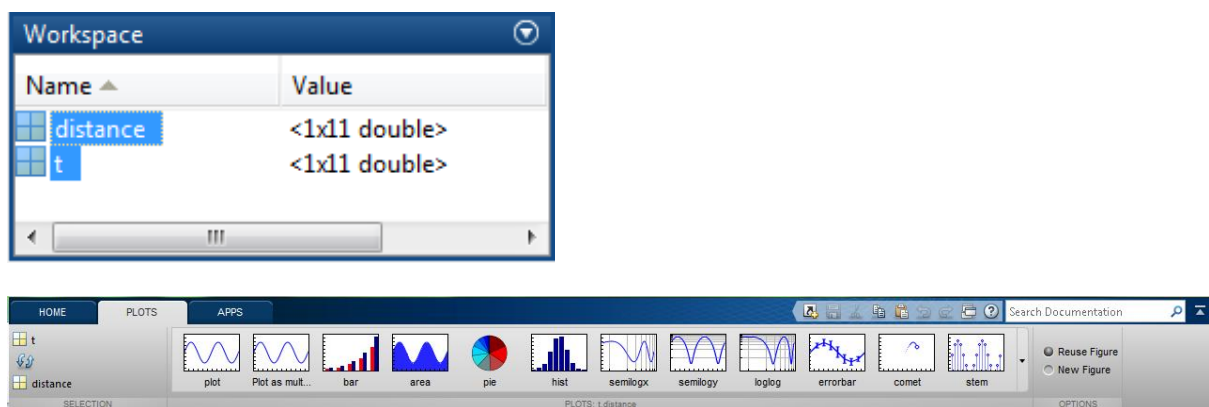 Workspace
Name Value
distance <1x11 double>
t <1x11 double>
HOME PLOTS APPS Search Documentation
t
distance
plot Plot as mult... bar area pie hist semilogx semilogy loglog errorbar comet stem
Reuse Figure
New Figure
SELECTION PLOTS: t,distance OPTIONS